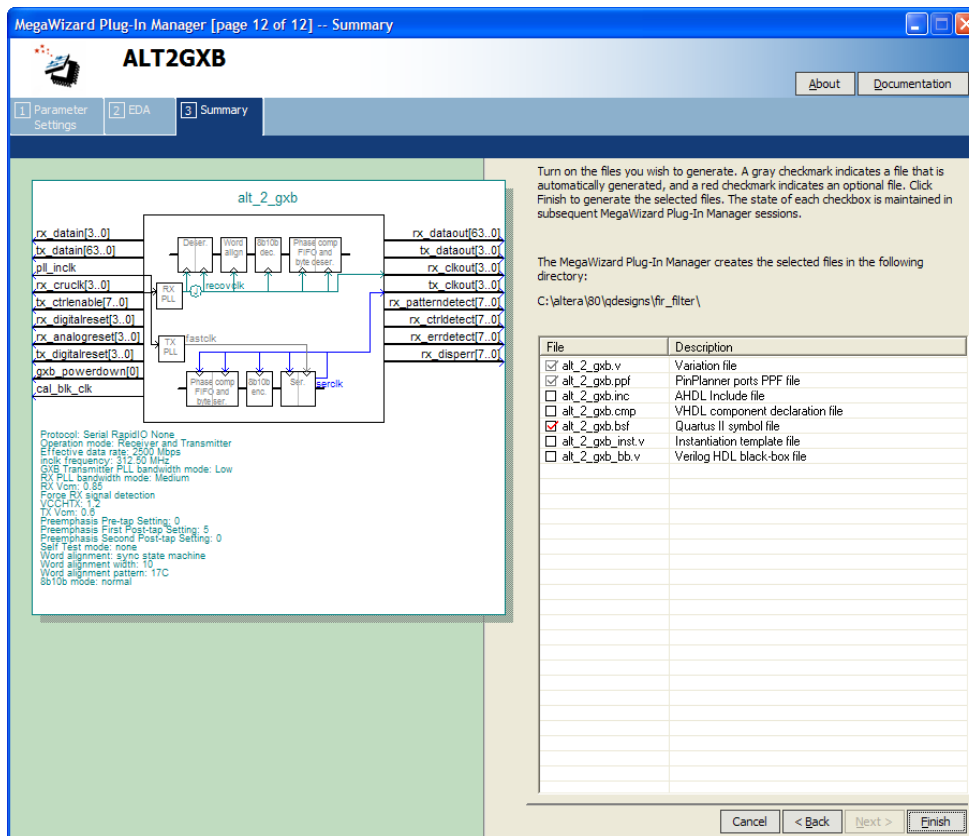 MegaWizard Plug-In Manager [page 12 of 12] -- Summary
ALT2GXB
About
Documentation
1 Parameter Settings
2 EDA
3 Summary
alt_2_gxb
rx_datain[3..0]
tx_datain[63..0]
pll_inclk
rx_cruclk[3..0]
tx_ctrlenable[7..0]
rx_digitalreset[3..0]
rx_analogreset[3..0]
tx_digitalreset[3..0]
gxb_powerdown[0]
cal_blk_clk
Deser.
Word align
8b10b dec.
Phase comp FIFO and byte deser.
RX PLL
recovclk
TX PLL
fastclk
Phase comp FIFO and byte ser.
8b10b enc.
Ser.
serclk
rx_dataout[63..0]
tx_dataout[3..0]
rx_clkout[3..0]
tx_clkout[3..0]
rx_patterndetect[7..0]
rx_ctrldetect[7..0]
rx_errdetect[7..0]
rx_disperr[7..0]
Protocol: Serial RapidIO None
Operation mode: Receiver and Transmitter
Effective data rate: 2500 Mbps
inclk frequency: 312.50 MHz
GXB Transmitter PLL bandwidth mode: Low
RX PLL bandwidth mode: Medium
RX Vcm: 0.85
Force RX signal detection
VCCHTX: 1.2
TX Vcm: 0.6
Preemphasis Pre-tap Setting: 0
Preemphasis First Post-tap Setting: 5
Preemphasis Second Post-tap Setting: 0
Self Test mode: none
Word alignment: sync state machine
Word alignment width: 10
Word alignment pattern: 17C
8b10b mode: normal
Turn on the files you wish to generate. A gray checkmark indicates a file that is
automatically generated, and a red checkmark indicates an optional file. Click
Finish to generate the selected files. The state of each checkbox is maintained in
subsequent MegaWizard Plug-In Manager sessions.
The MegaWizard Plug-In Manager creates the selected files in the following
directory:
C:\altera\80\qdesigns\fir_filter\
File Description
alt_2_gxb.v Variation file
alt_2_gxb.ppf PinPlanner ports PPF file
alt_2_gxb.inc AHDL Include file
alt_2_gxb.cmp VHDL component declaration file
alt_2_gxb.bsf Quartus II symbol file
alt_2_gxb_inst.v Instantiation template file
alt_2_gxb_bb.v Verilog HDL black-box file
Cancel
< Back
Next >
Finish